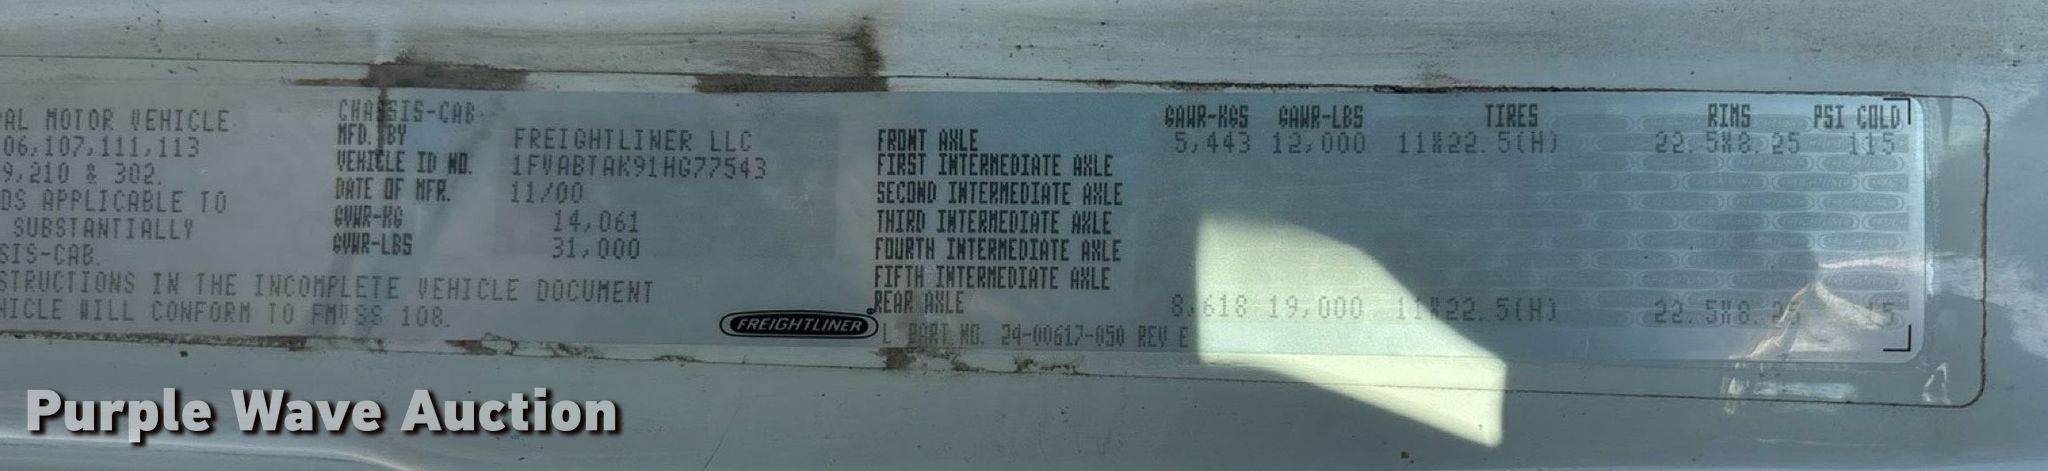 PAL MOTOR VEHICLE
06,107,111,113
9,210 & 302.
DS APPLICABLE TO
SUBSTANTIALLY
SIS-CAB.
STRUCTIONS IN THE INCOMPLETE VEHICLE DOCUMENT
HICLE WILL CONFORM TO FMVSS 108.
CHASSIS-CAB
MFD. BY FREIGHTLINER LLC
VEHICLE ID NO. 1FVABTAK91HG77543
DATE OF MFR. 11/00
GVWR-KG 14,061
GVWR-LBS 31,000
FREIGHTLINER
GAWR-KGS GAWR-LBS TIRES RIMS PSI COLD
FRONT AXLE 5,443 12,000 11X22.5(H) 22.5X8.25 115
FIRST INTERMEDIATE AXLE
SECOND INTERMEDIATE AXLE
THIRD INTERMEDIATE AXLE
FOURTH INTERMEDIATE AXLE
FIFTH INTERMEDIATE AXLE
REAR AXLE 8,618 19,000 11X22.5(H) 22.5X8.25 115
L PART NO. 24-00617-050 REV E
Purple Wave Auction